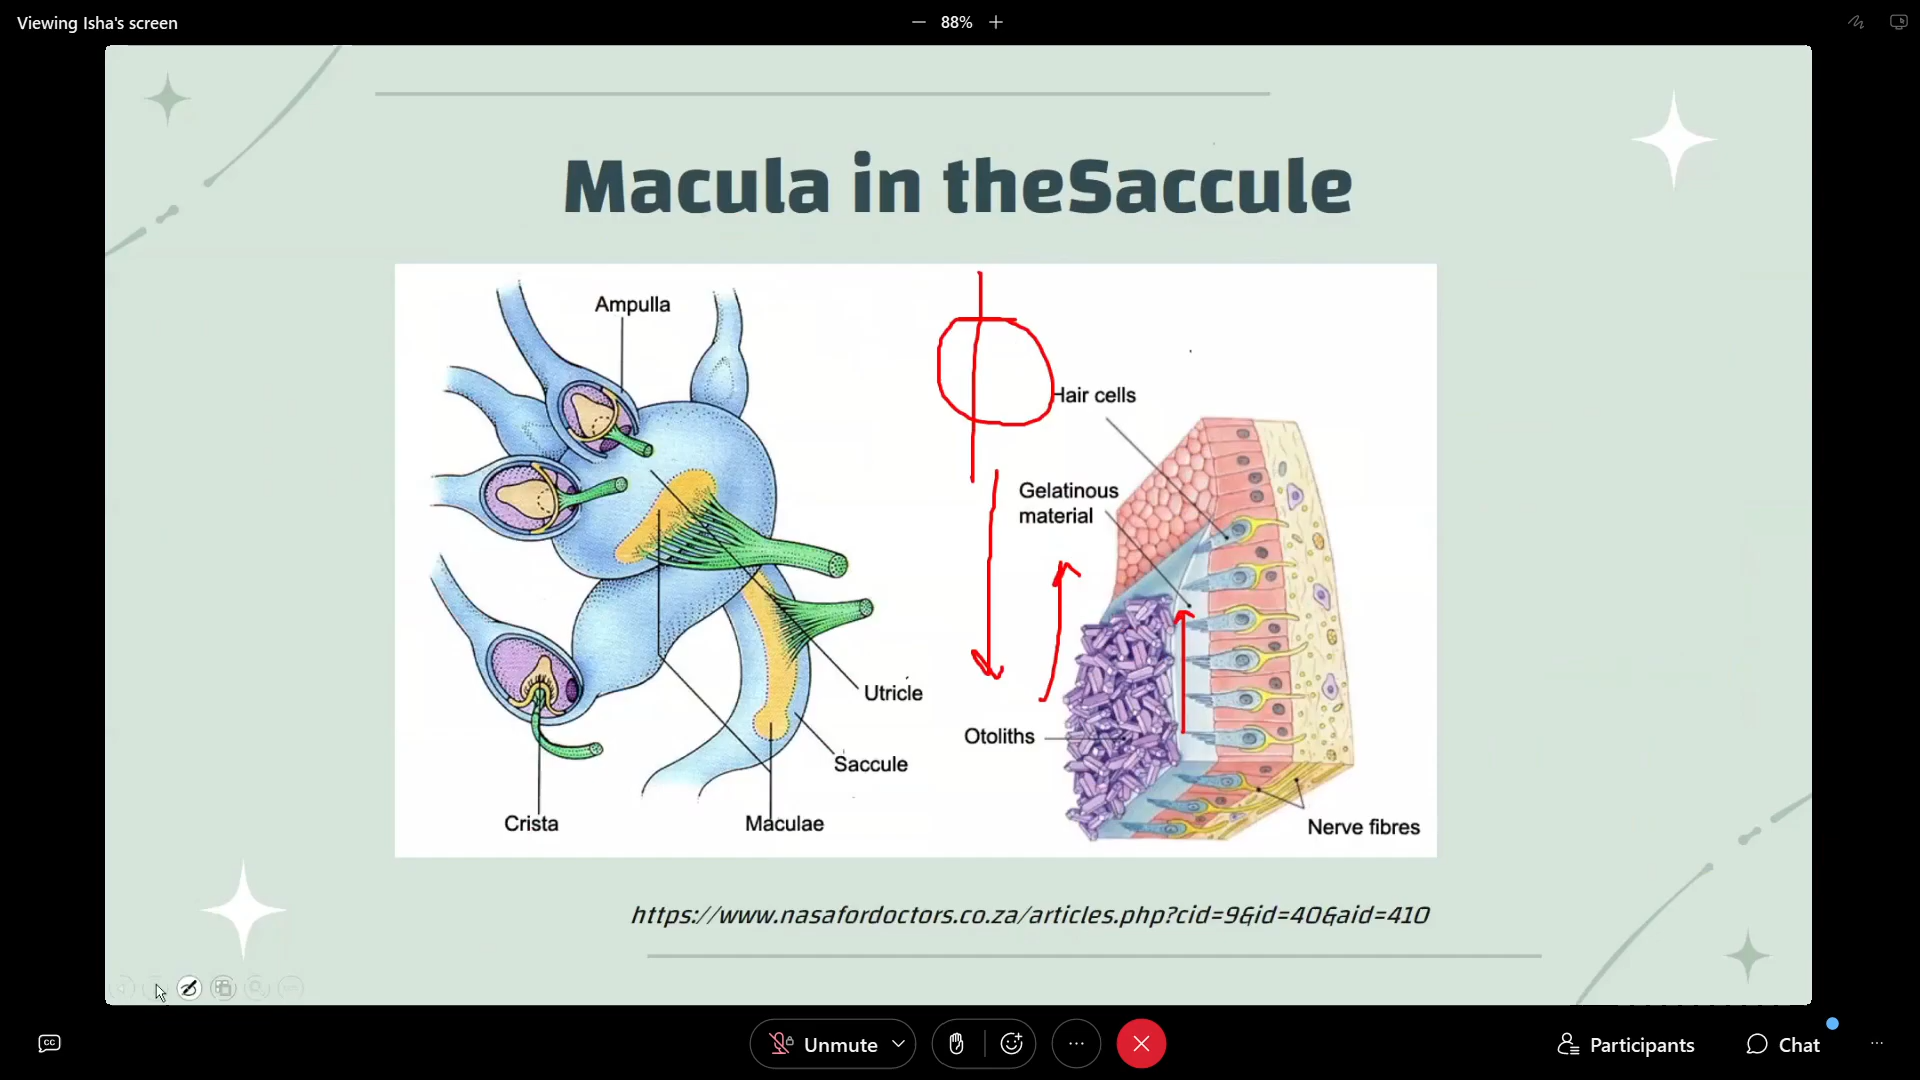 Viewing Isha's screen
88%
Macula in theSaccule
Ampulla
Hair cells
Gelatinous
material
Utricle
Otoliths
Saccule
Crista
Maculae
Nerve fibres
https://www.nasafordoctors.co.za/articles.php?cid=9&id=40&aid=410
CC
Unmute
Participants
Chat